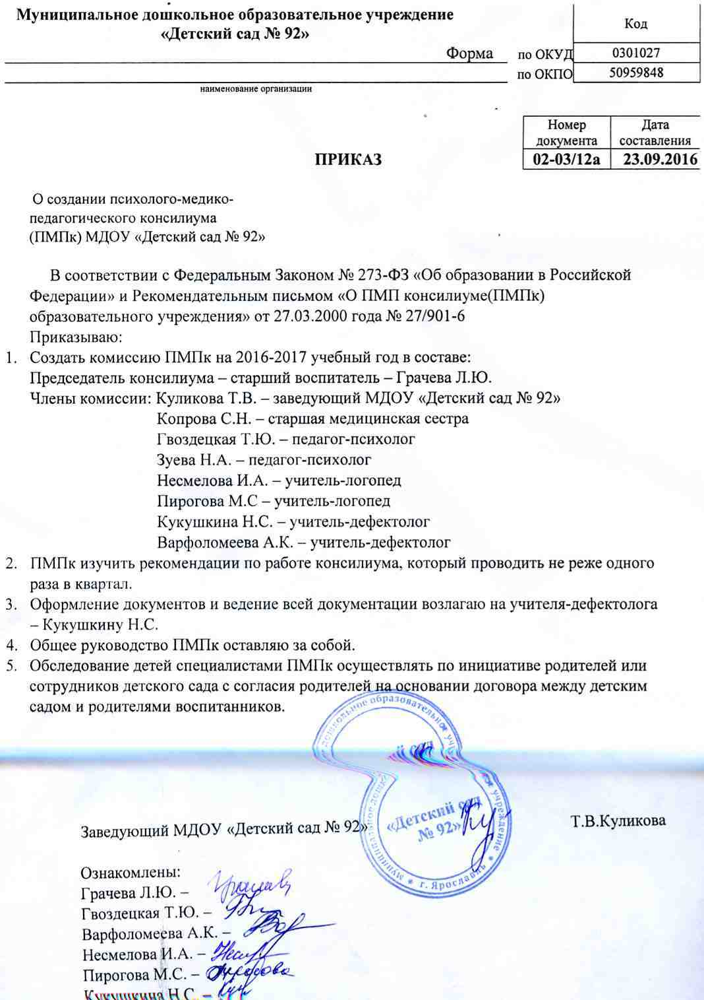 Муниципальное дошкольное образовательное учреждение
«Детский сад № 92»
Код
Форма по ОКУД 0301027
по ОКПО 50959848
наименование организации
Номер документа
Дата составления
ПРИКАЗ
02-03/12а 23.09.2016
О создании психолого-медико-
педагогического консилиума
(ПМПк) МДОУ «Детский сад № 92»
В соответствии с Федеральным Законом № 273-ФЗ «Об образовании в Российской
Федерации» и Рекомендательным письмом «О ПМП консилиуме(ПМПк)
образовательного учреждения» от 27.03.2000 года № 27/901-6
Приказываю:
1. Создать комиссию ПМПк на 2016-2017 учебный год в составе:
Председатель консилиума – старший воспитатель – Грачева Л.Ю.
Члены комиссии: Куликова Т.В. – заведующий МДОУ «Детский сад № 92»
Копрова С.Н. – старшая медицинская сестра
Гвоздецкая Т.Ю. – педагог-психолог
Зуева Н.А. – педагог-психолог
Несмелова И.А. – учитель-логопед
Пирогова М.С – учитель-логопед
Кукушкина Н.С. – учитель-дефектолог
Варфоломеева А.К. – учитель-дефектолог
2. ПМПк изучить рекомендации по работе консилиума, который проводить не реже одного
раза в квартал.
3. Оформление документов и ведение всей документации возлагаю на учителя-дефектолога
– Кукушкину Н.С.
4. Общее руководство ПМПк оставляю за собой.
5. Обследование детей специалистами ПМПк осуществлять по инициативе родителей или
сотрудников детского сада с согласия родителей на основании договора между детским
садом и родителями воспитанников.
дошкольное образовательное
учреждение
муниципальное
г. Ярославль
«Детский сад
№ 92»
Заведующий МДОУ «Детский сад № 92» Т.В.Куликова
Ознакомлены:
Грачева Л.Ю. –
Гвоздецкая Т.Ю. –
Варфоломеева А.К. –
Несмелова И.А. –
Пирогова М.С. –
Кукушкина Н.С. –